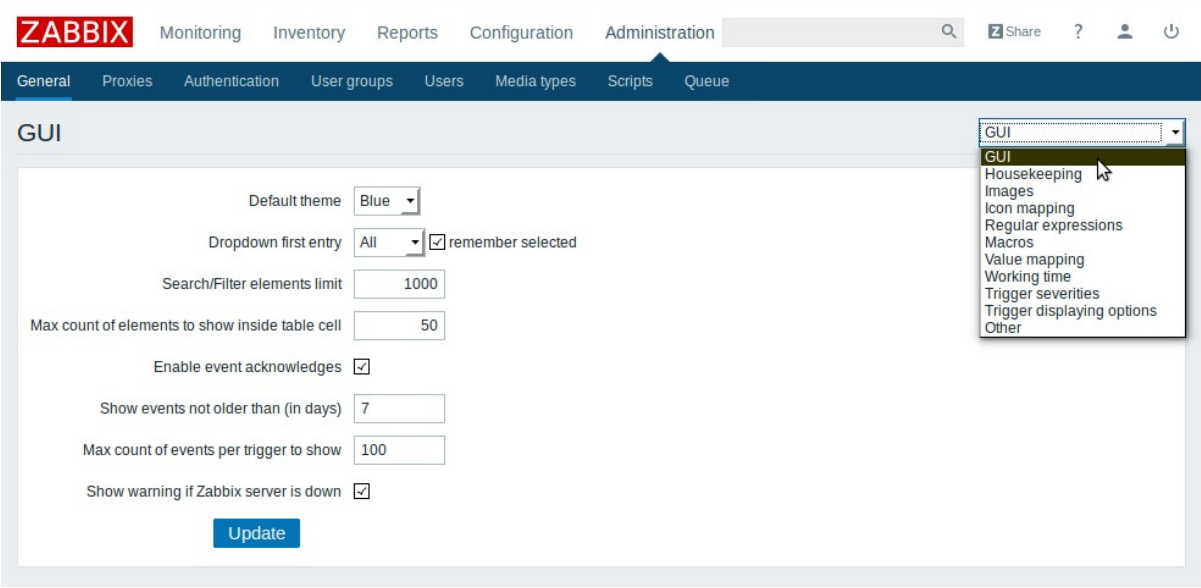 ZABBIX Monitoring Inventory Reports Configuration Administration Z Share ?
General Proxies Authentication User groups Users Media types Scripts Queue
GUI
GUI
GUI
Housekeeping
Images
Icon mapping
Regular expressions
Macros
Value mapping
Working time
Trigger severities
Trigger displaying options
Other
Default theme Blue
Dropdown first entry All remember selected
Search/Filter elements limit 1000
Max count of elements to show inside table cell 50
Enable event acknowledges
Show events not older than (in days) 7
Max count of events per trigger to show 100
Show warning if Zabbix server is down
Update